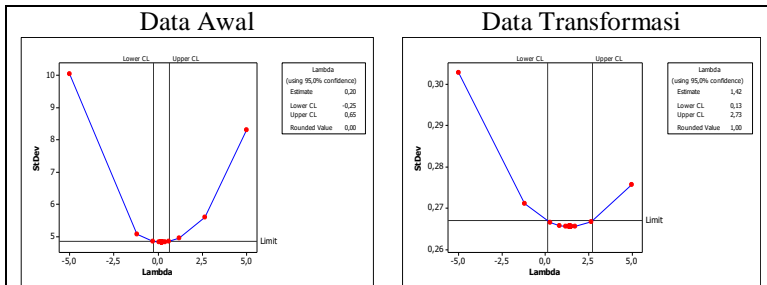 Data Awal
Lower CL Upper CL
Lambda
(using 95,0% confidence)
Estimate 0,20
Lower CL -0,25
Upper CL 0,65
Rounded Value 0,00
StDev
10
9
8
7
6
5
Limit
-5,0 -2,5 0,0 2,5 5,0
Lambda
Data Transformasi
Lower CL Upper CL
Lambda
(using 95,0% confidence)
Estimate 1,42
Lower CL 0,13
Upper CL 2,73
Rounded Value 1,00
StDev
0,30
0,29
0,28
0,27
0,26
Limit
-5,0 -2,5 0,0 2,5 5,0
Lambda